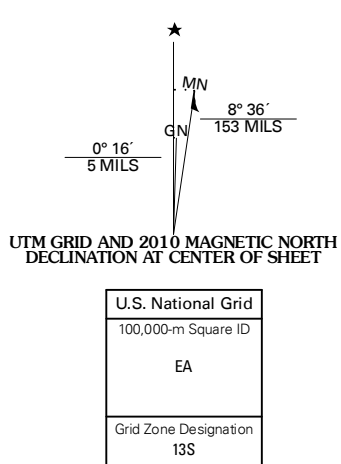 ★
MN
GN
8° 36´
153 MILS
0° 16´
5 MILS
UTM GRID AND 2010 MAGNETIC NORTH
DECLINATION AT CENTER OF SHEET
U.S. National Grid
100,000-m Square ID
EA
Grid Zone Designation
13S